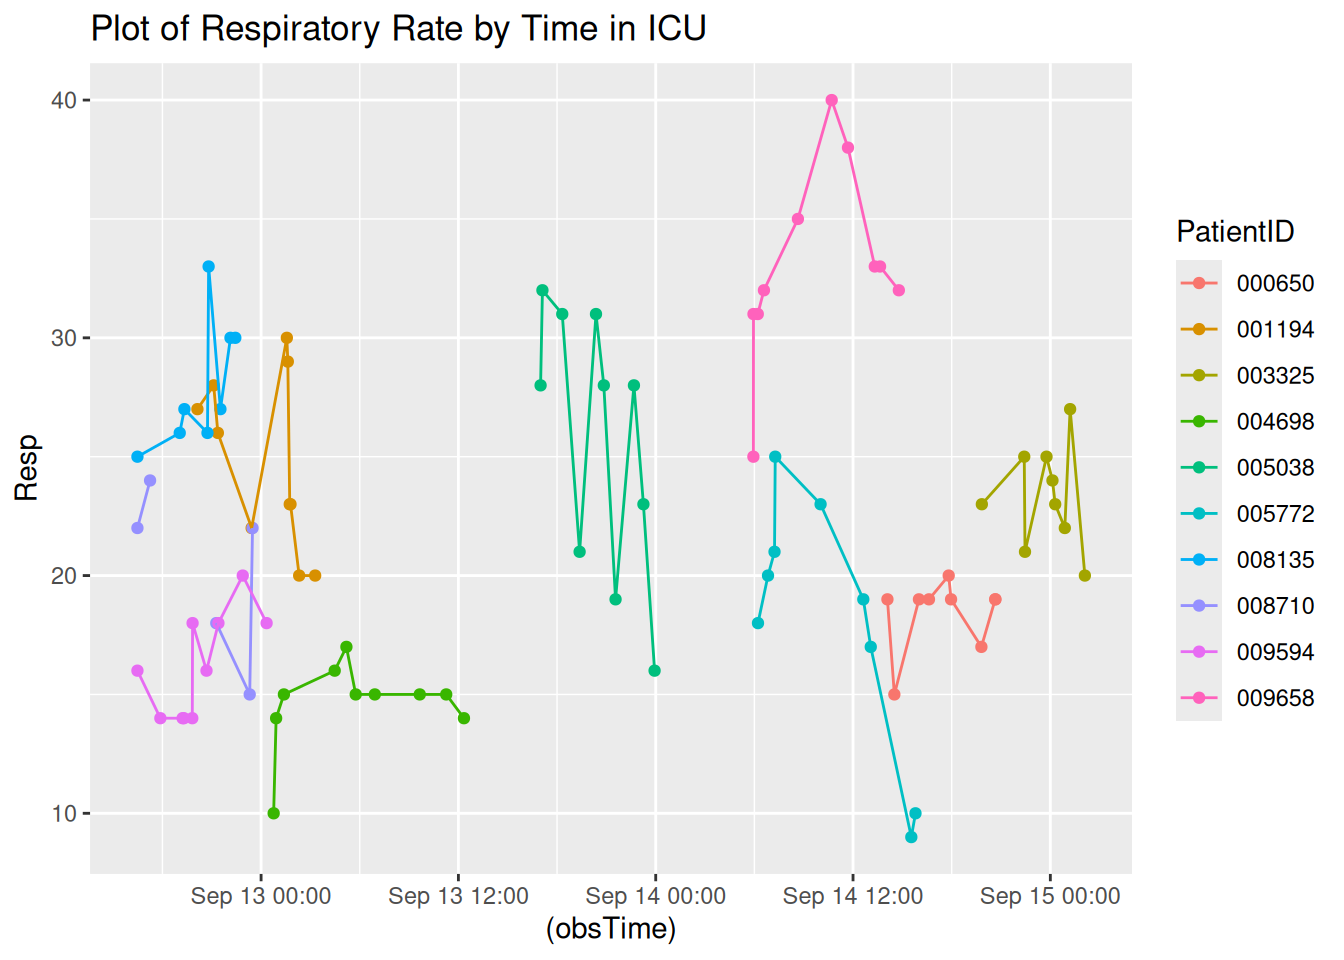 Plot of Respiratory Rate by Time in ICU
40
30
20
10
Resp
Sep 13 00:00 Sep 13 12:00 Sep 14 00:00 Sep 14 12:00 Sep 15 00:00
(obsTime)
PatientID
000650
001194
003325
004698
005038
005772
008135
008710
009594
009658